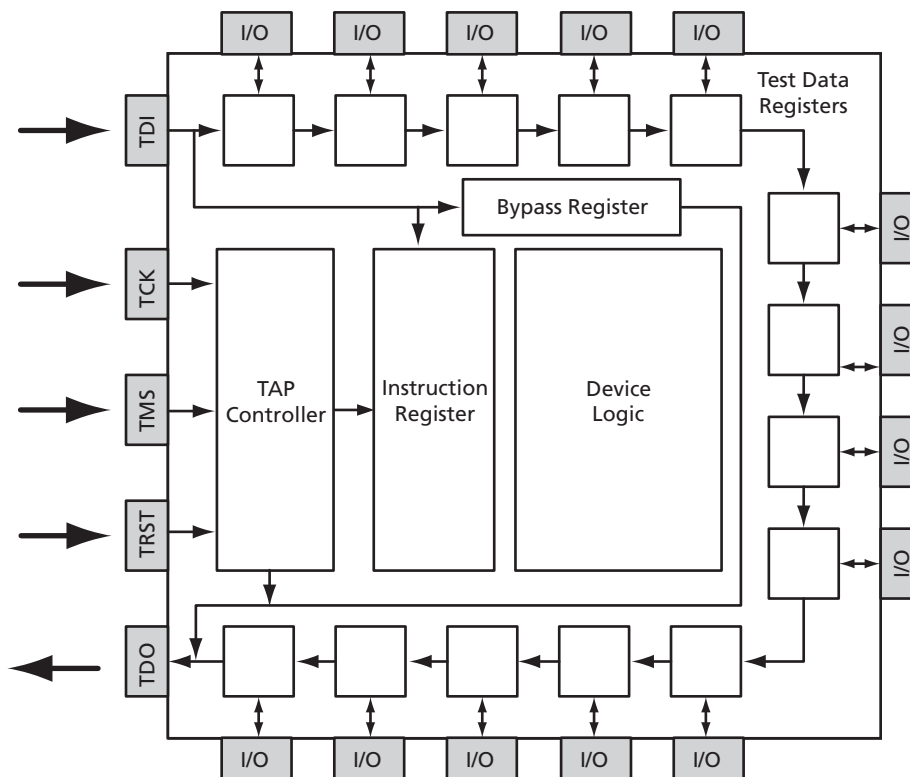 I/O I/O I/O I/O I/O
Test Data
Registers
TDI
Bypass Register
I/O
TCK
I/O
TAP
Controller
Instruction
Register
Device
Logic
TMS
I/O
TRST
I/O
TDO
I/O I/O I/O I/O I/O